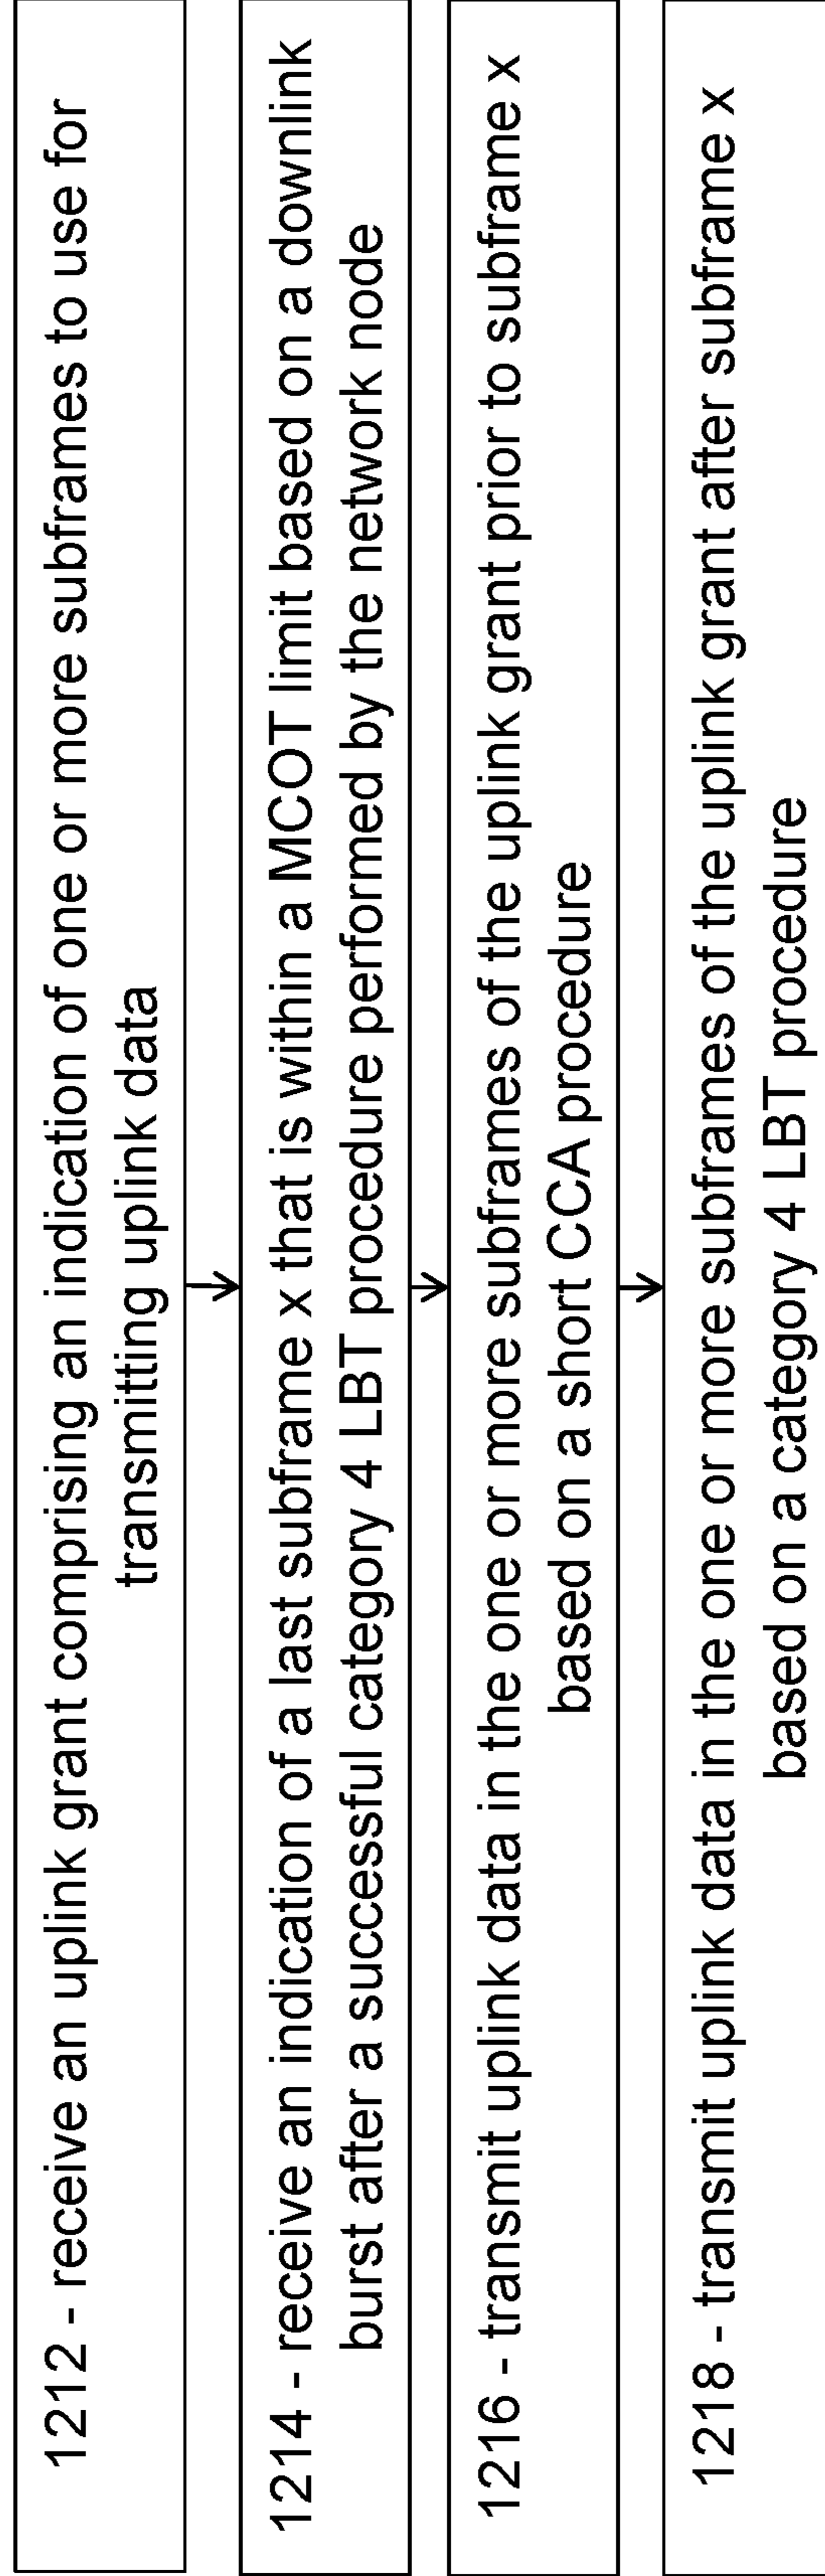 1212 - receive an uplink grant comprising an indication of one or more subframes to use for
transmitting uplink data
1214 - receive an indication of a last subframe x that is within a MCOT limit based on a downlink
burst after a successful category 4 LBT procedure performed by the network node
1216 - transmit uplink data in the one or more subframes of the uplink grant prior to subframe x
based on a short CCA procedure
1218 - transmit uplink data in the one or more subframes of the uplink grant after subframe x
based on a category 4 LBT procedure